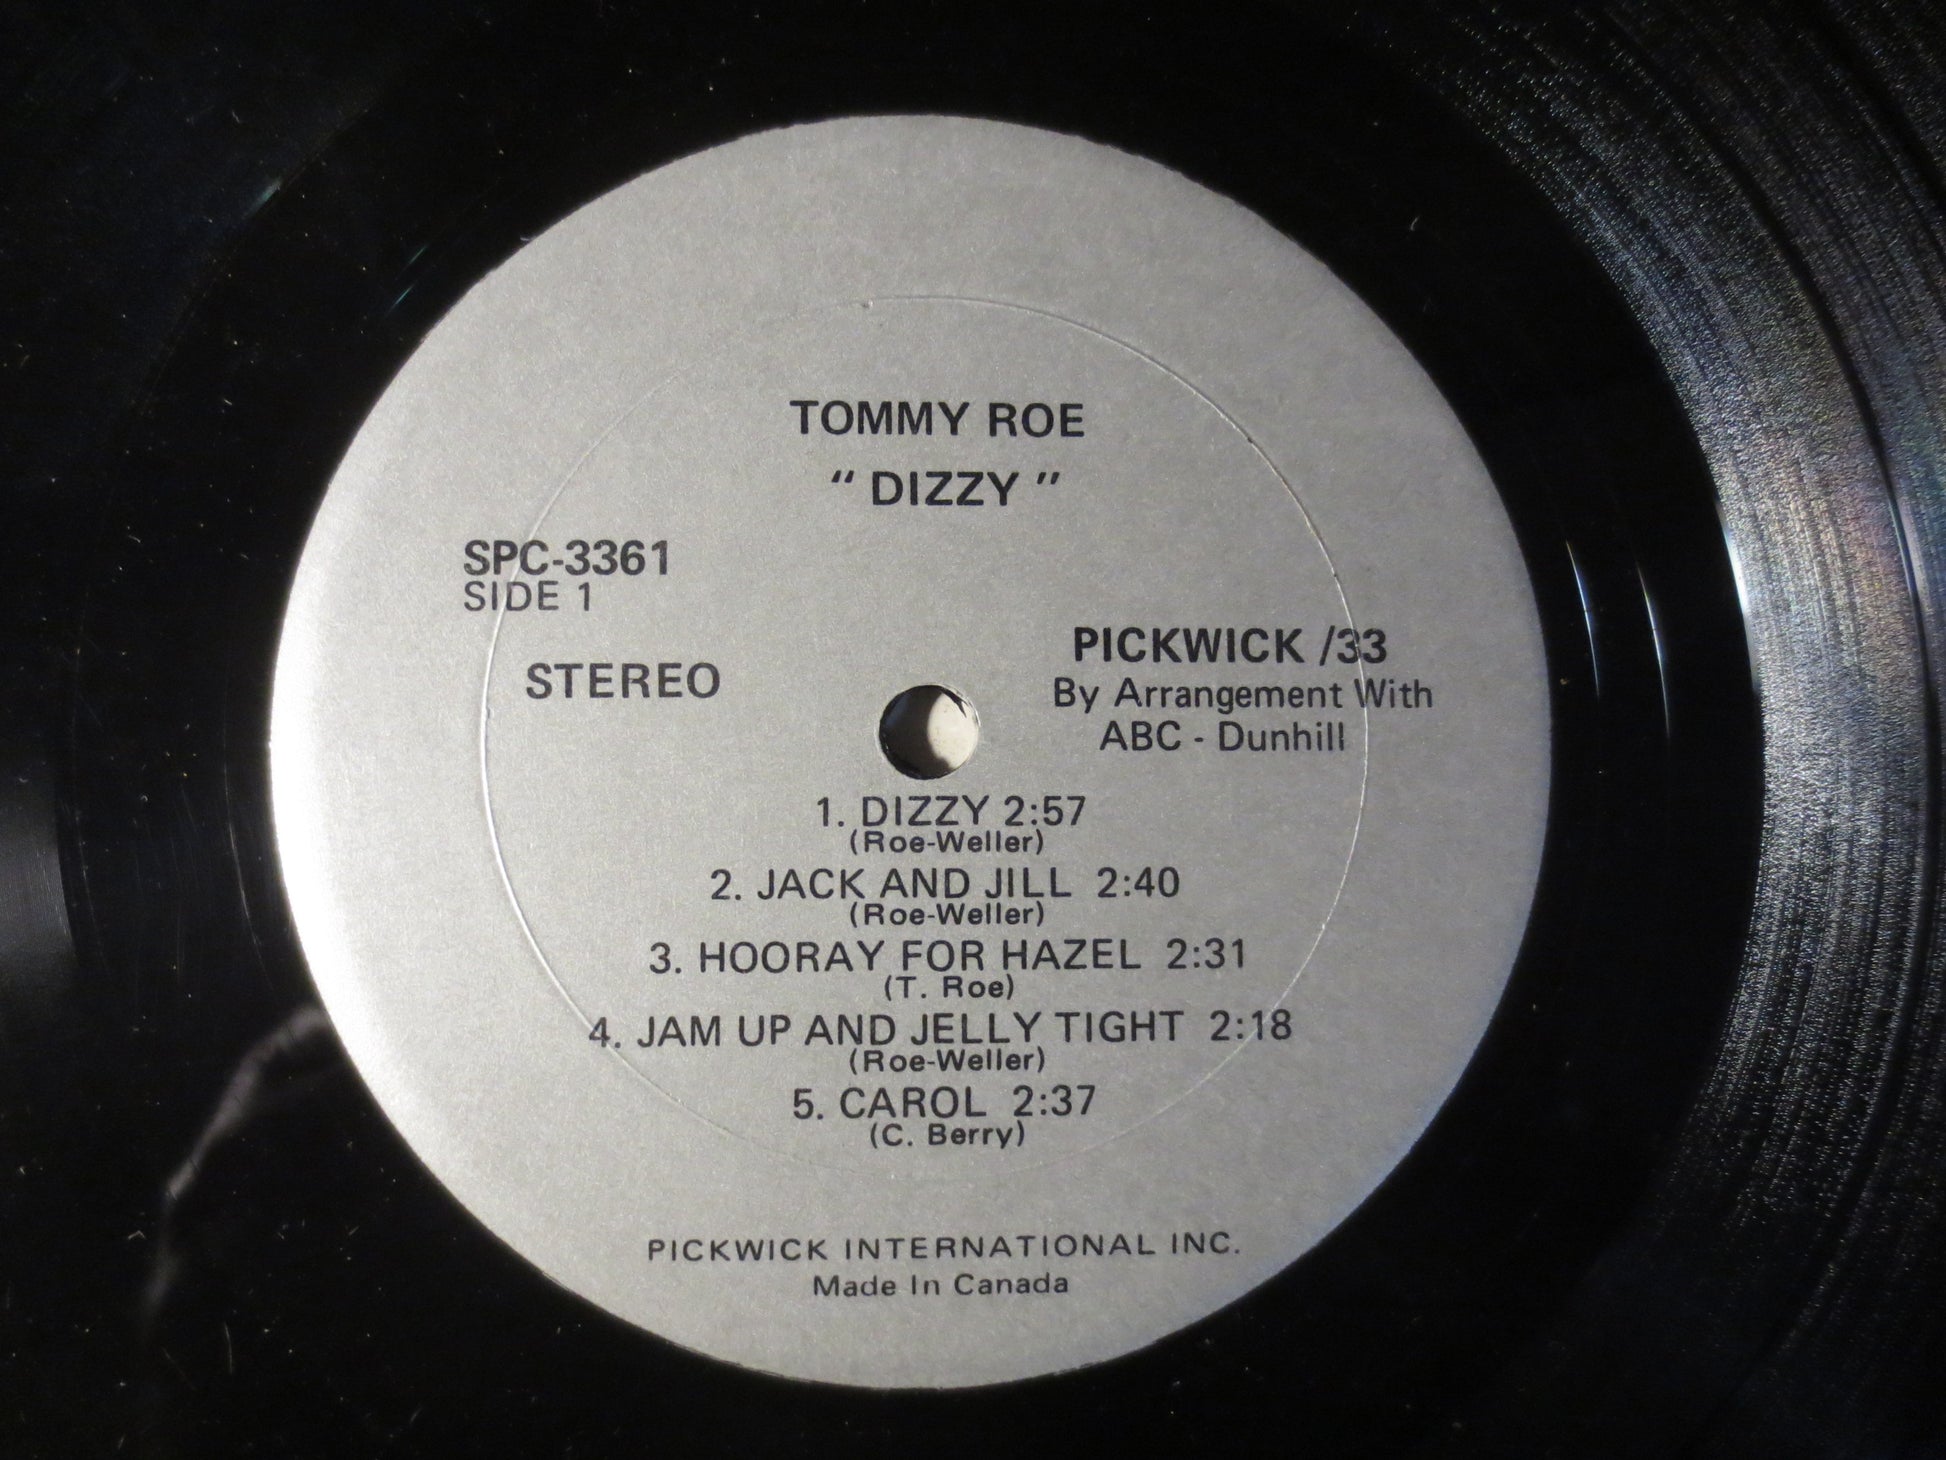 TOMMY ROE
" DIZZY "
SPC-3361
SIDE 1
STEREO
PICKWICK /33
By Arrangement With
ABC - Dunhill
1. DIZZY 2:57
(Roe-Weller)
2. JACK AND JILL 2:40
(Roe-Weller)
3. HOORAY FOR HAZEL 2:31
(T. Roe)
4. JAM UP AND JELLY TIGHT 2:18
(Roe-Weller)
5. CAROL 2:37
(C. Berry)
PICKWICK INTERNATIONAL INC.
Made In Canada